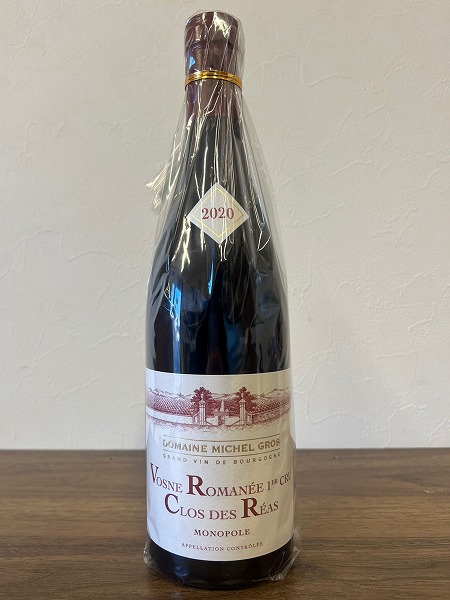 2020
DOMAINE MICHEL GROS
GRAND VIN DE BOURGOGNE
VOSNE ROMANÉE 1ER CRU
CLOS DES RÉAS
MONOPOLE
APPELLATION CONTRÔLÉE